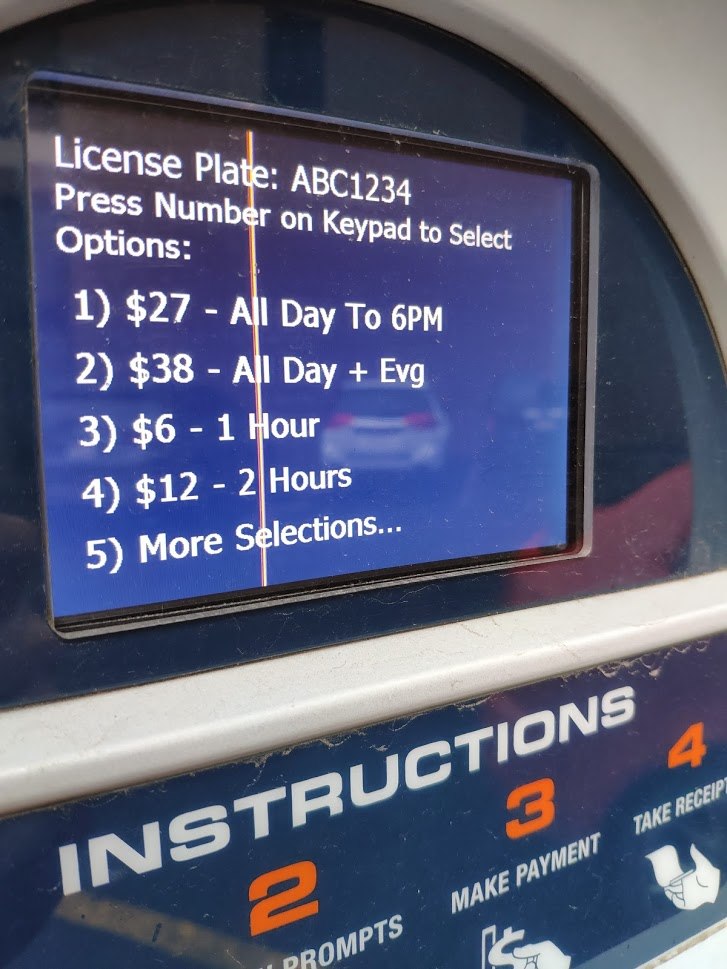 License Plate: ABC1234
Press Number on Keypad to Select
Options:
1) $27 - All Day To 6PM
2) $38 - All Day + Evg
3) $6 - 1 Hour
4) $12 - 2 Hours
5) More Selections...
INSTRUCTIONS
2
PROMPTS
3
MAKE PAYMENT
4
TAKE RECEIP